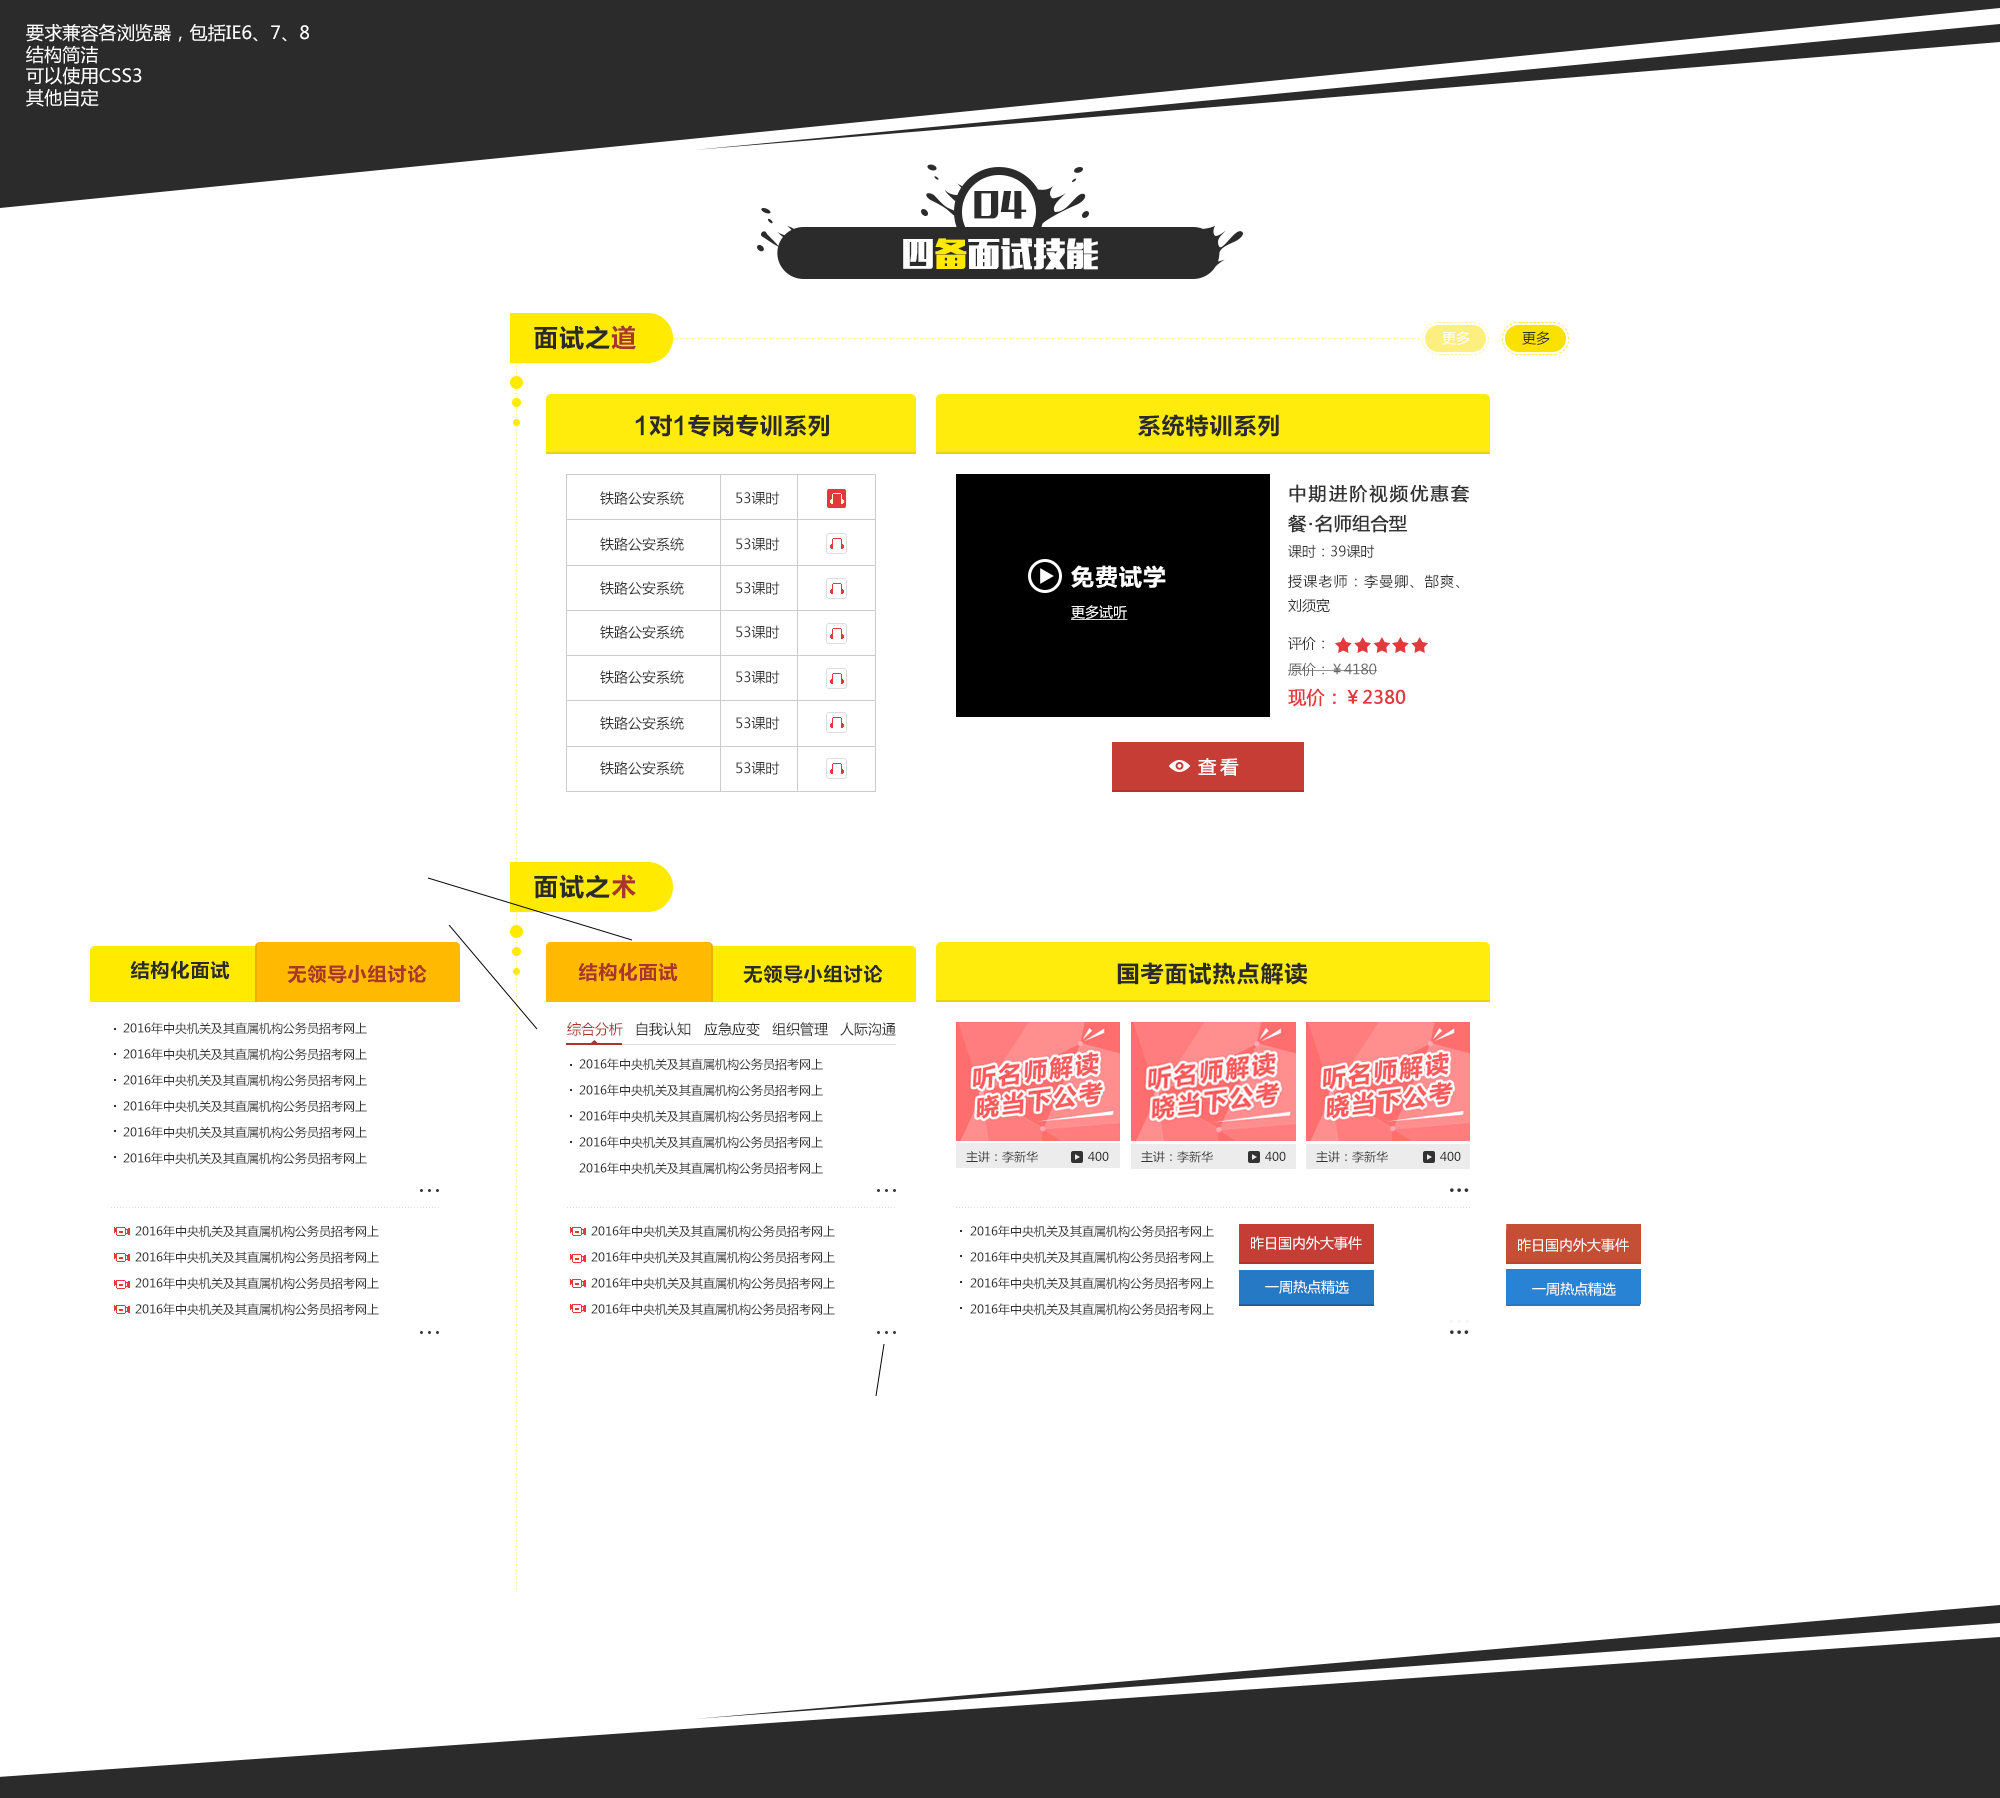 要求兼容各浏览器，包括IE6、7、8
结构简洁
可以使用CSS3
其他自定
04
四备面试技能
面试之道
更多
更多
1对1专岗专训系列
铁路公安系统 53课时
铁路公安系统 53课时
铁路公安系统 53课时
铁路公安系统 53课时
铁路公安系统 53课时
铁路公安系统 53课时
铁路公安系统 53课时
系统特训系列
免费试学
更多试听
中期进阶视频优惠套
餐·名师组合型
课时：39课时
授课老师：李曼卿、郜爽、
刘须宽
评价：
原价：￥4180
现价：￥2380
查看
面试之术
结构化面试 无领导小组讨论
2016年中央机关及其直属机构公务员招考网上
2016年中央机关及其直属机构公务员招考网上
2016年中央机关及其直属机构公务员招考网上
2016年中央机关及其直属机构公务员招考网上
2016年中央机关及其直属机构公务员招考网上
2016年中央机关及其直属机构公务员招考网上
2016年中央机关及其直属机构公务员招考网上
2016年中央机关及其直属机构公务员招考网上
2016年中央机关及其直属机构公务员招考网上
2016年中央机关及其直属机构公务员招考网上
结构化面试 无领导小组讨论
综合分析 自我认知 应急应变 组织管理 人际沟通
2016年中央机关及其直属机构公务员招考网上
2016年中央机关及其直属机构公务员招考网上
2016年中央机关及其直属机构公务员招考网上
2016年中央机关及其直属机构公务员招考网上
2016年中央机关及其直属机构公务员招考网上
2016年中央机关及其直属机构公务员招考网上
2016年中央机关及其直属机构公务员招考网上
2016年中央机关及其直属机构公务员招考网上
2016年中央机关及其直属机构公务员招考网上
国考面试热点解读
听名师解读
晓当下公考
主讲：李新华 400
听名师解读
晓当下公考
主讲：李新华 400
听名师解读
晓当下公考
主讲：李新华 400
2016年中央机关及其直属机构公务员招考网上
2016年中央机关及其直属机构公务员招考网上
2016年中央机关及其直属机构公务员招考网上
2016年中央机关及其直属机构公务员招考网上
昨日国内外大事件
一周热点精选
昨日国内外大事件
一周热点精选